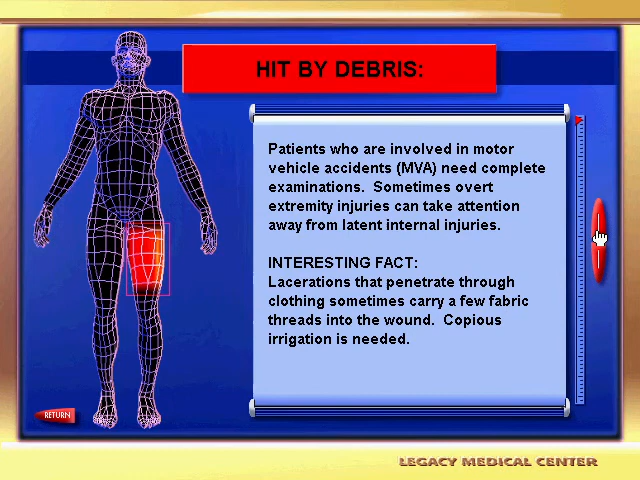 HIT BY DEBRIS:
Patients who are involved in motor
vehicle accidents (MVA) need complete
examinations.  Sometimes overt
extremity injuries can take attention
away from latent internal injuries.
INTERESTING FACT:
Lacerations that penetrate through
clothing sometimes carry a few fabric
threads into the wound.  Copious
irrigation is needed.
RETURN
LEGACY MEDICAL CENTER